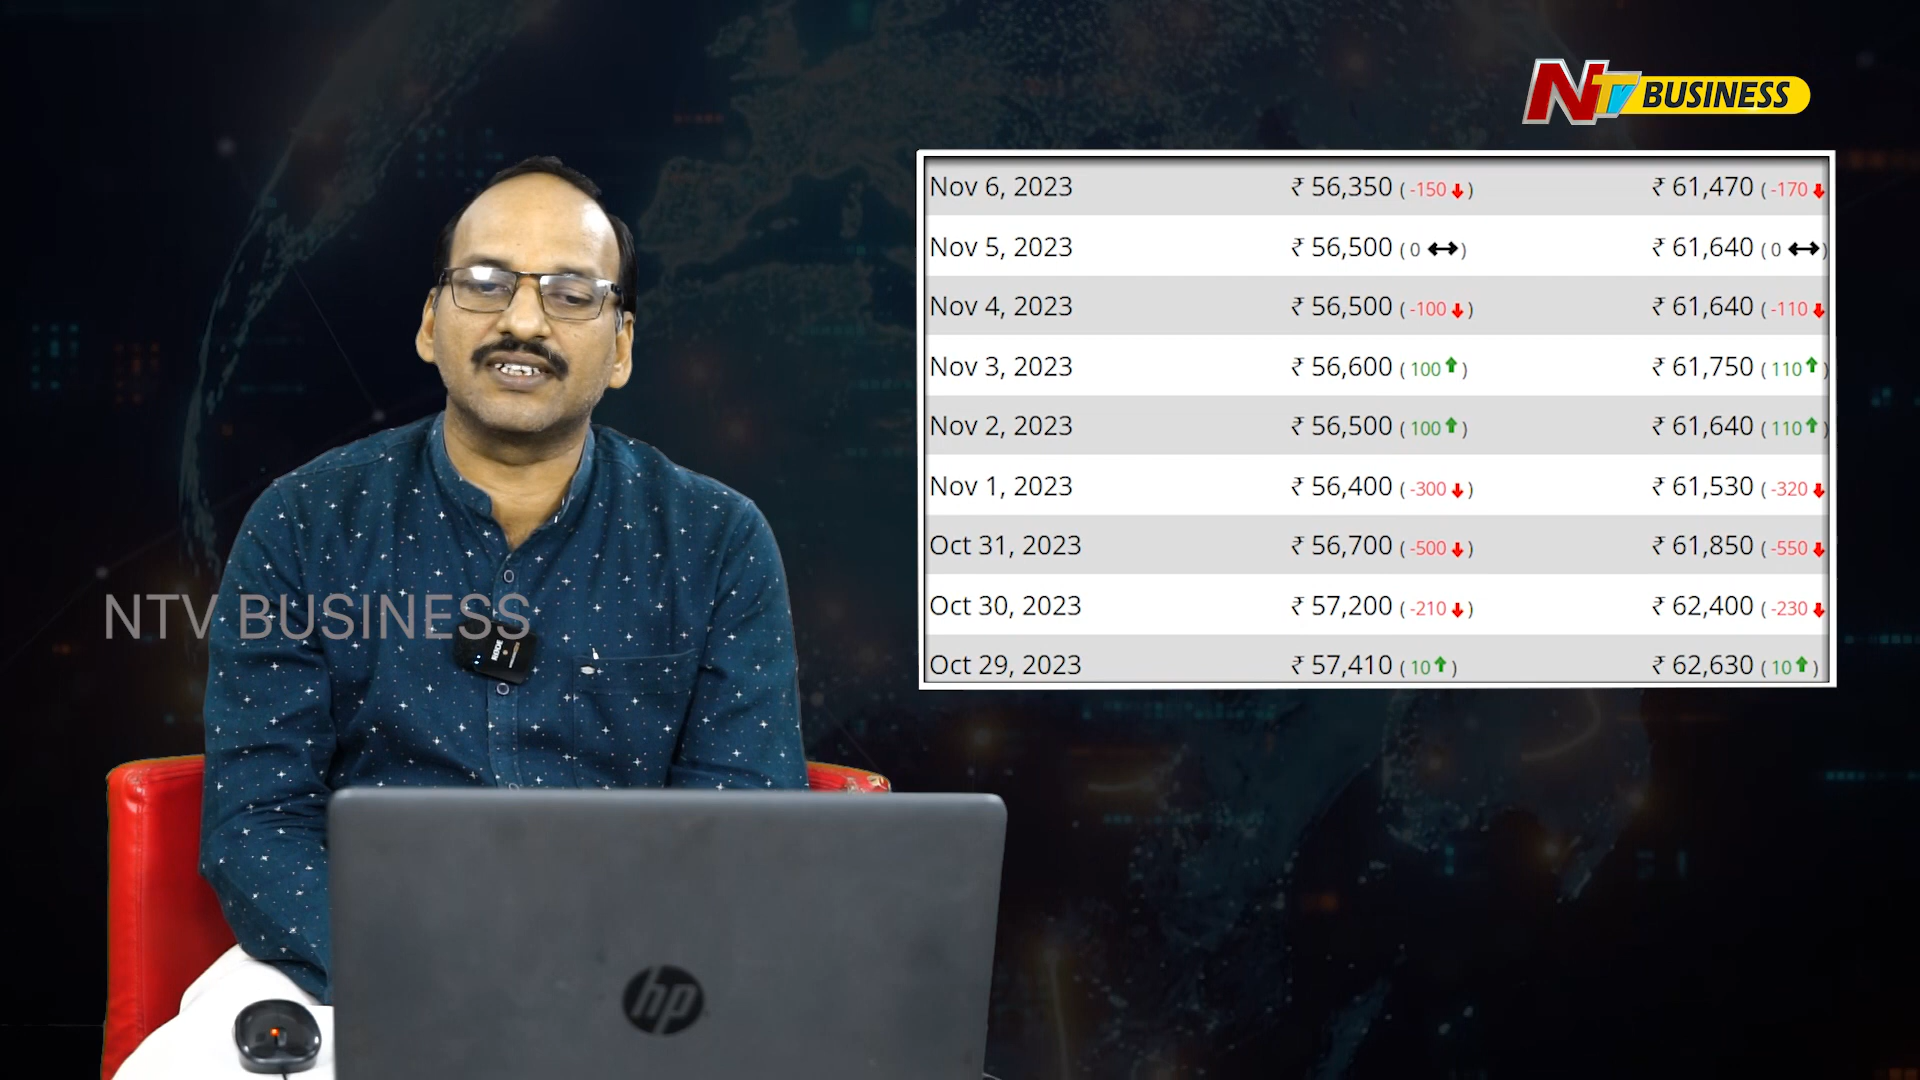 NTV BUSINESS
Nov 6, 2023 ₹ 56,350 ( -150 ⬇ ) ₹ 61,470 ( -170 ⬇
Nov 5, 2023 ₹ 56,500 ( 0 ↔ ) ₹ 61,640 ( 0 ↔ )
Nov 4, 2023 ₹ 56,500 ( -100 ⬇ ) ₹ 61,640 ( -110 ⬇
Nov 3, 2023 ₹ 56,600 ( 100 ⬆ ) ₹ 61,750 ( 110 ⬆ )
Nov 2, 2023 ₹ 56,500 ( 100 ⬆ ) ₹ 61,640 ( 110 ⬆ )
Nov 1, 2023 ₹ 56,400 ( -300 ⬇ ) ₹ 61,530 ( -320 ⬇
Oct 31, 2023 ₹ 56,700 ( -500 ⬇ ) ₹ 61,850 ( -550 ⬇
Oct 30, 2023 ₹ 57,200 ( -210 ⬇ ) ₹ 62,400 ( -230 ⬇
Oct 29, 2023 ₹ 57,410 ( 10 ⬆ ) ₹ 62,630 ( 10 ⬆ )
NTV BUSINESS
RODE
hp